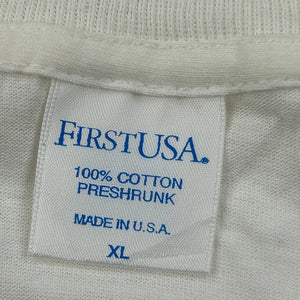 FIRSTUSA®
100% COTTON
PRESHRUNK
MADE IN U.S.A.
XL